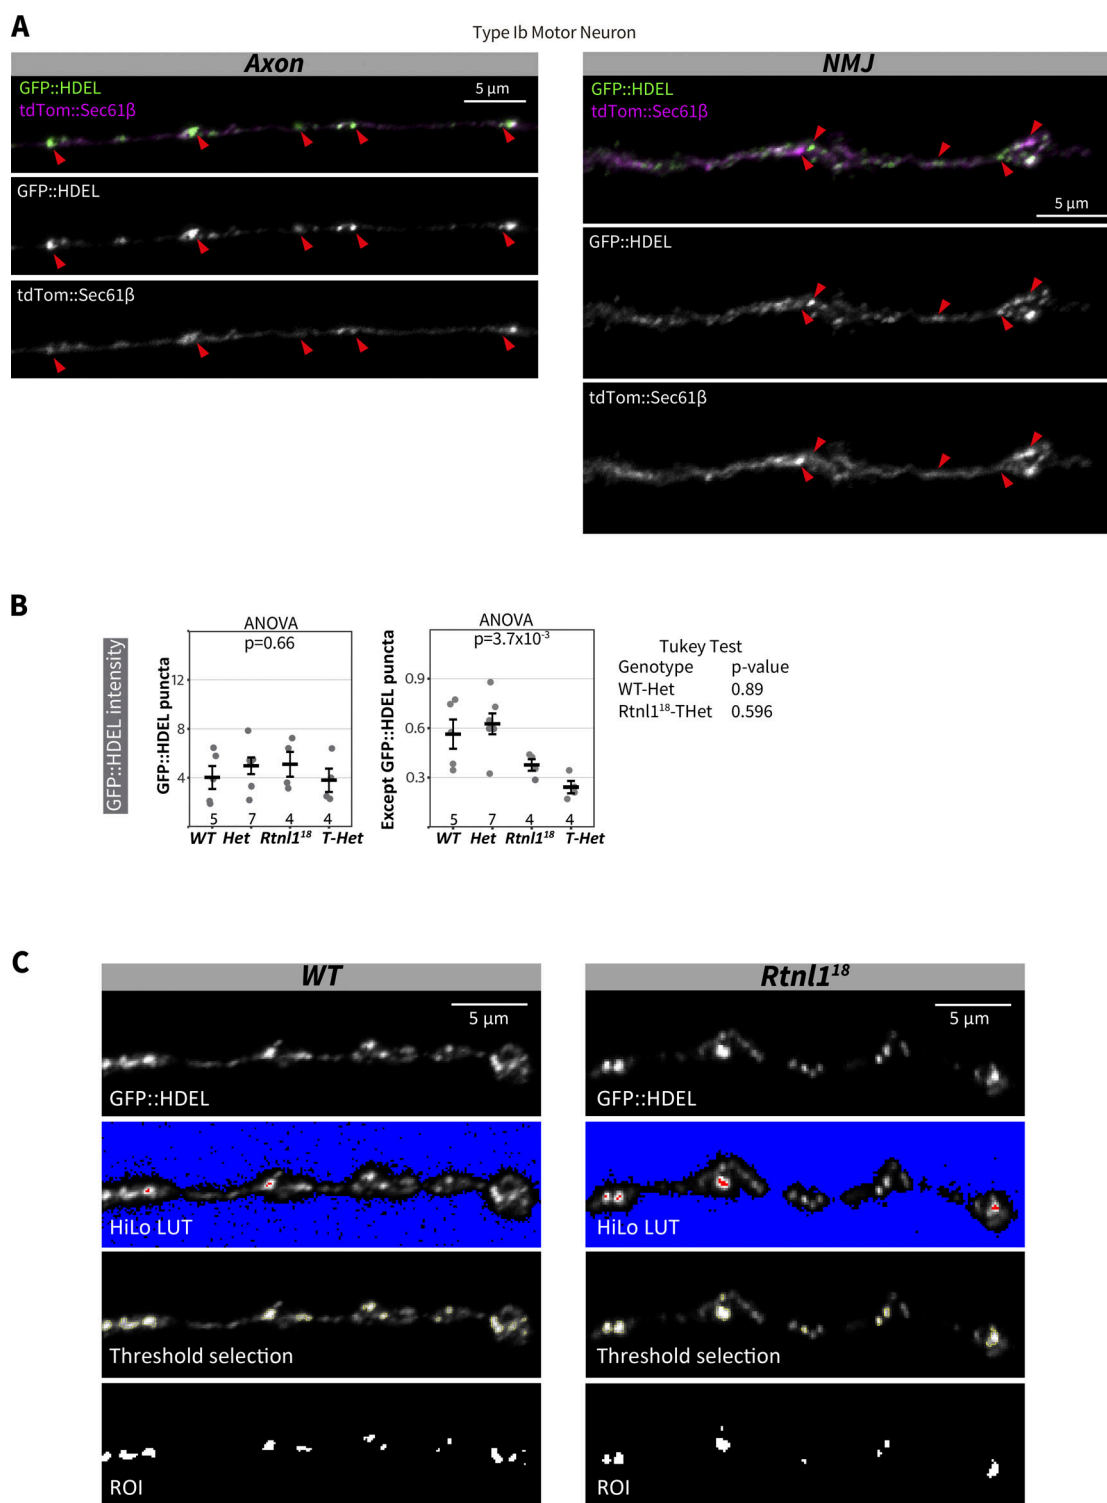 A
Type Ib Motor Neuron
Axon
GFP::HDEL
tdTom::Sec61β
5 μm
GFP::HDEL
tdTom::Sec61β
NMJ
GFP::HDEL
tdTom::Sec61β
5 μm
GFP::HDEL
tdTom::Sec61β
B
GFP::HDEL intensity
GFP::HDEL puncta
ANOVA
p=0.66
12
8
4
5 7 4 4
WT Het Rtnl1¹⁸ T-Het
Except GFP::HDEL puncta
ANOVA
p=3.7x10⁻³
0.9
0.6
0.3
5 7 4 4
WT Het Rtnl1¹⁸ T-Het
Tukey Test
Genotype p-value
WT-Het 0.89
Rtnl1¹⁸-THet 0.596
C
WT
5 μm
GFP::HDEL
HiLo LUT
Threshold selection
ROI
Rtnl1¹⁸
5 μm
GFP::HDEL
HiLo LUT
Threshold selection
ROI